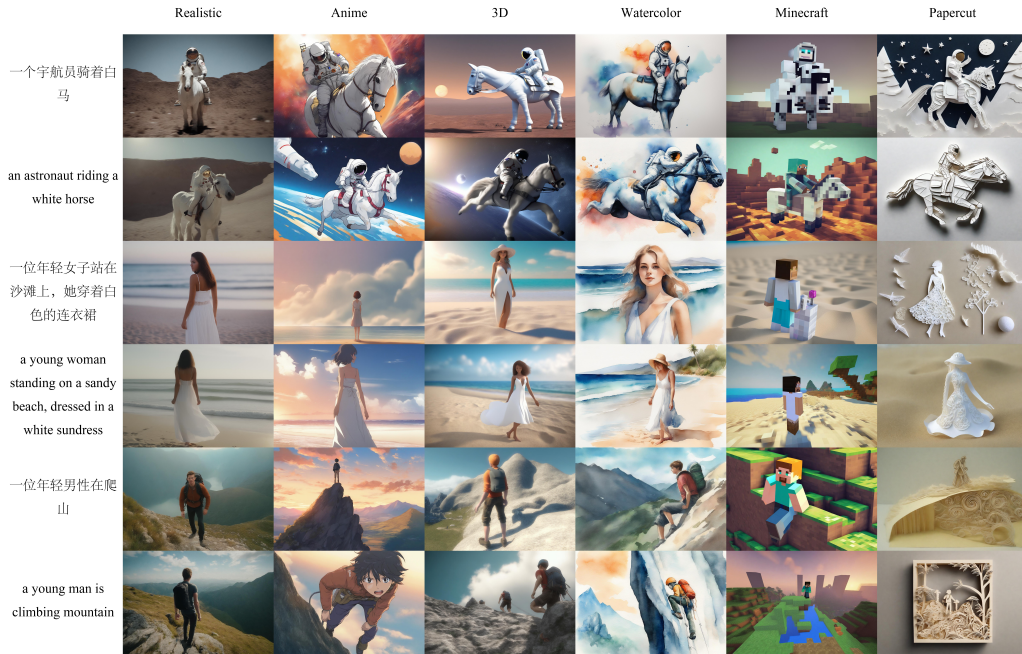 Realistic Anime 3D Watercolor Minecraft Papercut
一个宇航员骑着白
马
an astronaut riding a
white horse
一位年轻女子站在
沙滩上，她穿着白
色的连衣裙
a young woman
standing on a sandy
beach, dressed in a
white sundress
一位年轻男性在爬
山
a young man is
climbing mountain